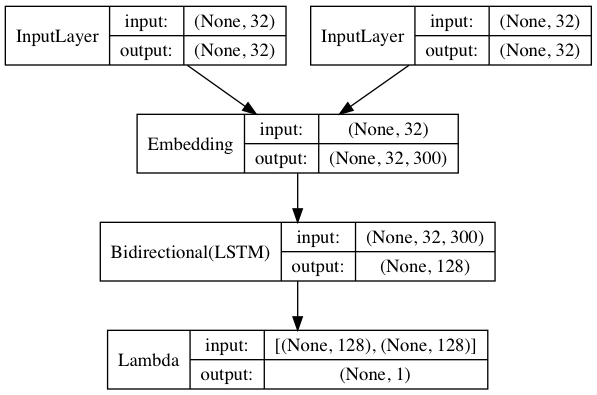 InputLayer input: (None, 32) output: (None, 32)
InputLayer input: (None, 32) output: (None, 32)
Embedding input: (None, 32) output: (None, 32, 300)
Bidirectional(LSTM) input: (None, 32, 300) output: (None, 128)
Lambda input: [(None, 128), (None, 128)] output: (None, 1)